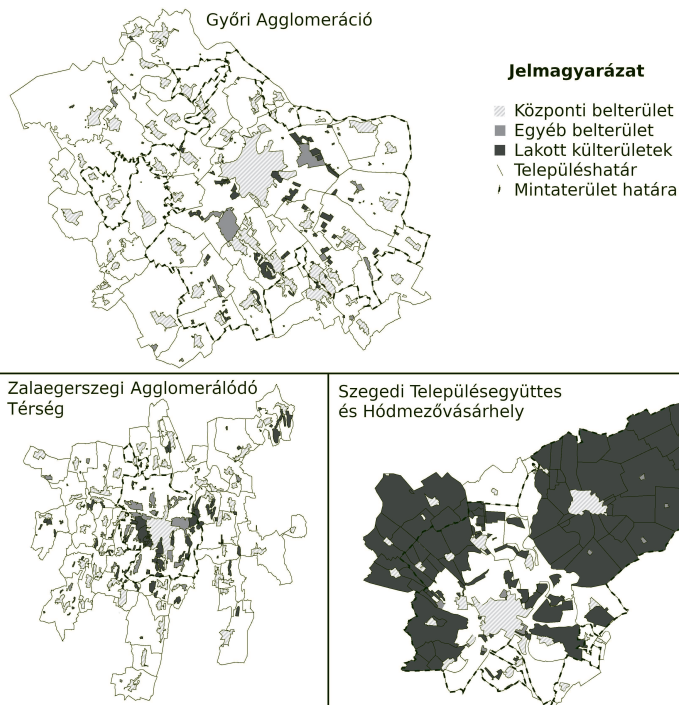 Győri Agglomeráció
Jelmagyarázat
Központi belterület
Egyéb belterület
Lakott külterületek
Településhatár
Mintaterület határa
Zalaegerszegi Agglomerálódó
Térség
Szegedi Településegyüttes
és Hódmezővásárhely